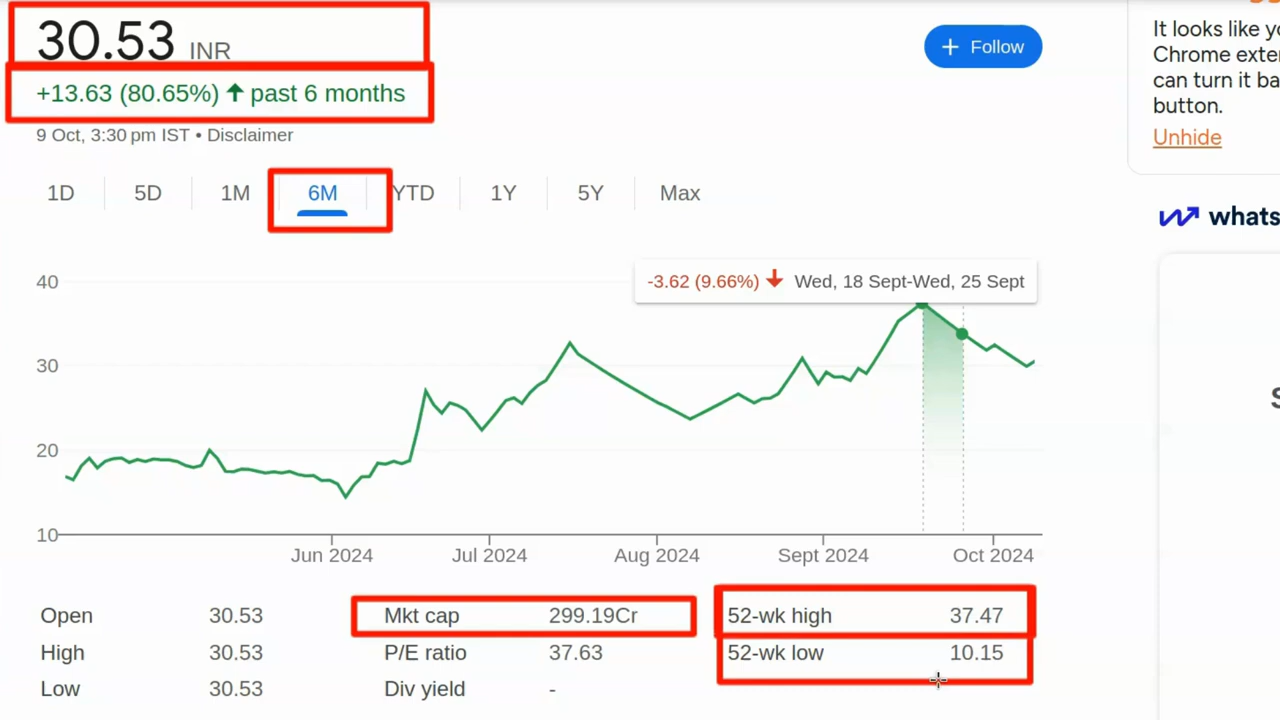 30.53 INR
+ Follow
+13.63 (80.65%) ↑ past 6 months
9 Oct, 3:30 pm IST • Disclaimer
1D 5D 1M 6M YTD 1Y 5Y Max
-3.62 (9.66%) ↓ Wed, 18 Sept-Wed, 25 Sept
40
30
20
10
Jun 2024 Jul 2024 Aug 2024 Sept 2024 Oct 2024
Open 30.53 Mkt cap 299.19Cr 52-wk high 37.47
High 30.53 P/E ratio 37.63 52-wk low 10.15
Low 30.53 Div yield -
It looks like
Chrome
can turn it
button.
Unhide